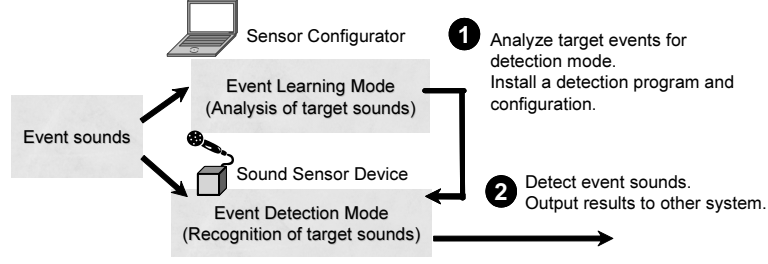 Sensor Configurator
1
Analyze target events for
detection mode.
Install a detection program and
configuration.
Event Learning Mode
(Analysis of target sounds)
Event sounds
Sound Sensor Device
2
Detect event sounds.
Output results to other system.
Event Detection Mode
(Recognition of target sounds)